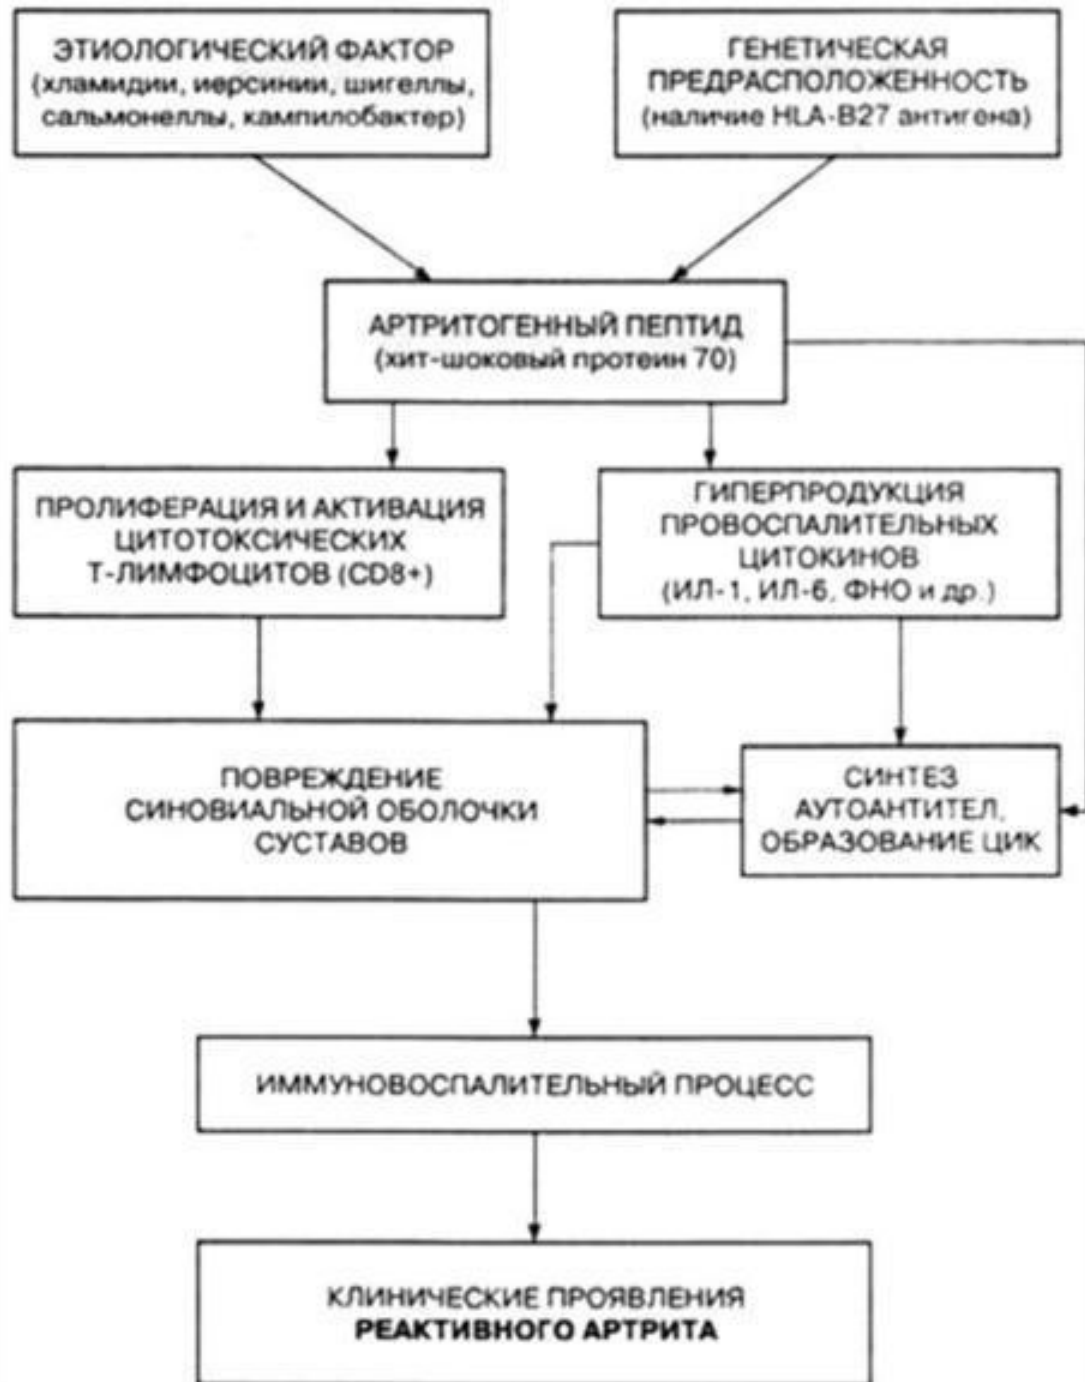 ЭТИОЛОГИЧЕСКИЙ ФАКТОР
(хламидии, иерсинии, шигеллы,
сальмонеллы, кампилобактер)
ГЕНЕТИЧЕСКАЯ
ПРЕДРАСПОЛОЖЕННОСТЬ
(наличие HLA-B27 антигена)
АРТРИТОГЕННЫЙ ПЕПТИД
(хит-шоковый протеин 70)
ПРОЛИФЕРАЦИЯ И АКТИВАЦИЯ
ЦИТОТОКСИЧЕСКИХ
Т-ЛИМФОЦИТОВ (CD8+)
ГИПЕРПРОДУКЦИЯ
ПРОВОСПАЛИТЕЛЬНЫХ
ЦИТОКИНОВ
(ИЛ-1, ИЛ-6, ФНО и др.)
ПОВРЕЖДЕНИЕ
СИНОВИАЛЬНОЙ ОБОЛОЧКИ
СУСТАВОВ
СИНТЕЗ
АУТОАНТИТЕЛ,
ОБРАЗОВАНИЕ ЦИК
ИММУНОВОСПАЛИТЕЛЬНЫЙ ПРОЦЕСС
КЛИНИЧЕСКИЕ ПРОЯВЛЕНИЯ
РЕАКТИВНОГО АРТРИТА